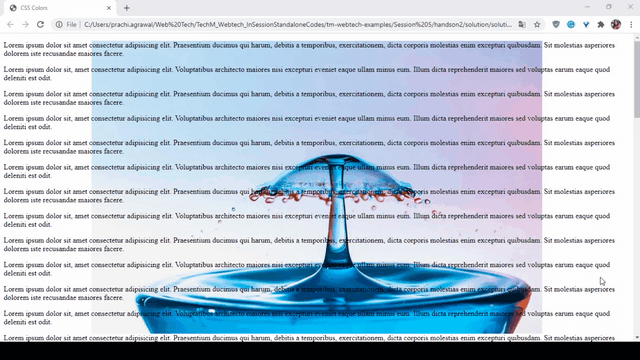 CSS Colors
File | C:/Users/prachi.agrawal/Web%20Tech/TechM_Webtech_InSessionStandaloneCodes/tm-webtech-examples/Session%205/handson2/solution/soluti...
Lorem ipsum dolor sit amet consectetur adipisicing elit. Praesentium ducimus qui harum, debitis a temporibus, exercitationem, dicta corporis molestias enim excepturi quibusdam. Sit molestias asperiores
dolorem iste recusandae maiores facere.
Lorem ipsum dolor sit, amet consectetur adipisicing elit. Voluptatibus architecto maiores nisi excepturi eveniet eaque ullam minus eum. Illum dicta reprehenderit maiores sed voluptas earum eaque quod
deleniti est odit.
Lorem ipsum dolor sit amet consectetur adipisicing elit. Praesentium ducimus qui harum, debitis a temporibus, exercitationem, dicta corporis molestias enim excepturi quibusdam. Sit molestias asperiores
dolorem iste recusandae maiores facere.
Lorem ipsum dolor sit, amet consectetur adipisicing elit. Voluptatibus architecto maiores nisi excepturi eveniet eaque ullam minus eum. Illum dicta reprehenderit maiores sed voluptas earum eaque quod
deleniti est odit.
Lorem ipsum dolor sit amet consectetur adipisicing elit. Praesentium ducimus qui harum, debitis a temporibus, exercitationem, dicta corporis molestias enim excepturi quibusdam. Sit molestias asperiores
dolorem iste recusandae maiores facere.
Lorem ipsum dolor sit, amet consectetur adipisicing elit. Voluptatibus architecto maiores nisi excepturi eveniet eaque ullam minus eum. Illum dicta reprehenderit maiores sed voluptas earum eaque quod
deleniti est odit.
Lorem ipsum dolor sit amet consectetur adipisicing elit. Praesentium ducimus qui harum, debitis a temporibus, exercitationem, dicta corporis molestias enim excepturi quibusdam. Sit molestias asperiores
dolorem iste recusandae maiores facere.
Lorem ipsum dolor sit, amet consectetur adipisicing elit. Voluptatibus architecto maiores nisi excepturi eveniet eaque ullam minus eum. Illum dicta reprehenderit maiores sed voluptas earum eaque quod
deleniti est odit.
Lorem ipsum dolor sit amet consectetur adipisicing elit. Praesentium ducimus qui harum, debitis a temporibus, exercitationem, dicta corporis molestias enim excepturi quibusdam. Sit molestias asperiores
dolorem iste recusandae maiores facere.
Lorem ipsum dolor sit, amet consectetur adipisicing elit. Voluptatibus architecto maiores nisi excepturi eveniet eaque ullam minus eum. Illum dicta reprehenderit maiores sed voluptas earum eaque quod
deleniti est odit.
Lorem ipsum dolor sit amet consectetur adipisicing elit. Praesentium ducimus qui harum, debitis a temporibus, exercitationem, dicta corporis molestias enim excepturi quibusdam. Sit molestias asperiores
dolorem iste recusandae maiores facere.
Lorem ipsum dolor sit, amet consectetur adipisicing elit. Voluptatibus architecto maiores nisi excepturi eveniet eaque ullam minus eum. Illum dicta reprehenderit maiores sed voluptas earum eaque quod
deleniti est odit.
Lorem ipsum dolor sit amet consectetur adipisicing elit. Praesentium ducimus qui harum, debitis a temporibus, exercitationem, dicta corporis molestias enim excepturi quibusdam. Sit molestias asperiores